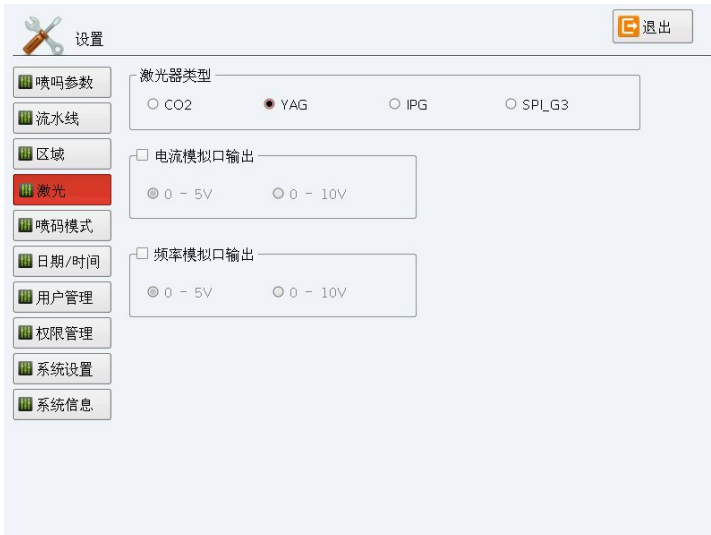 设置
退出
喷吗参数
流水线
区域
激光
喷码模式
日期/时间
用户管理
权限管理
系统设置
系统信息
激光器类型
CO2 YAG IPG SPI_G3
电流模拟口输出
0 - 5V 0 - 10V
频率模拟口输出
0 - 5V 0 - 10V